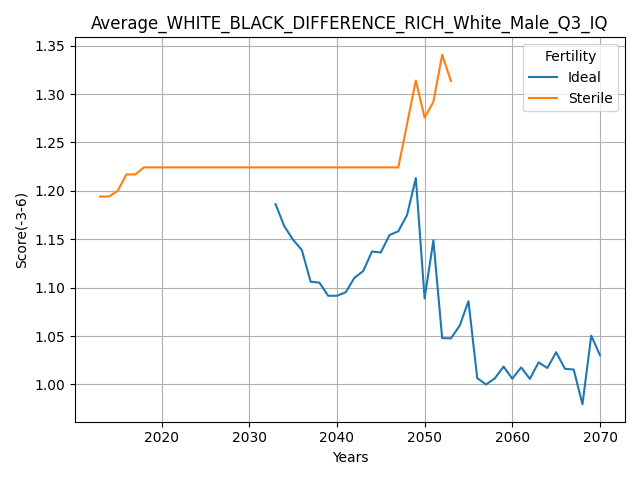 Average_WHITE_BLACK_DIFFERENCE_RICH_White_Male_Q3_IQ
Fertility
Ideal
Sterile
Score(-3-6)
1.35
1.30
1.25
1.20
1.15
1.10
1.05
1.00
2020 2030 2040 2050 2060 2070
Years